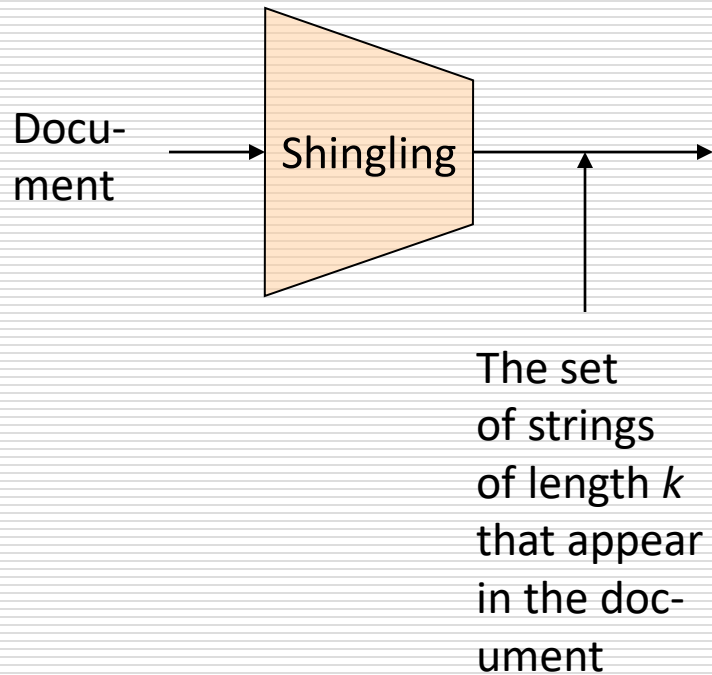 Docu-
ment
Shingling
The set
of strings
of length k
that appear
in the doc-
ument